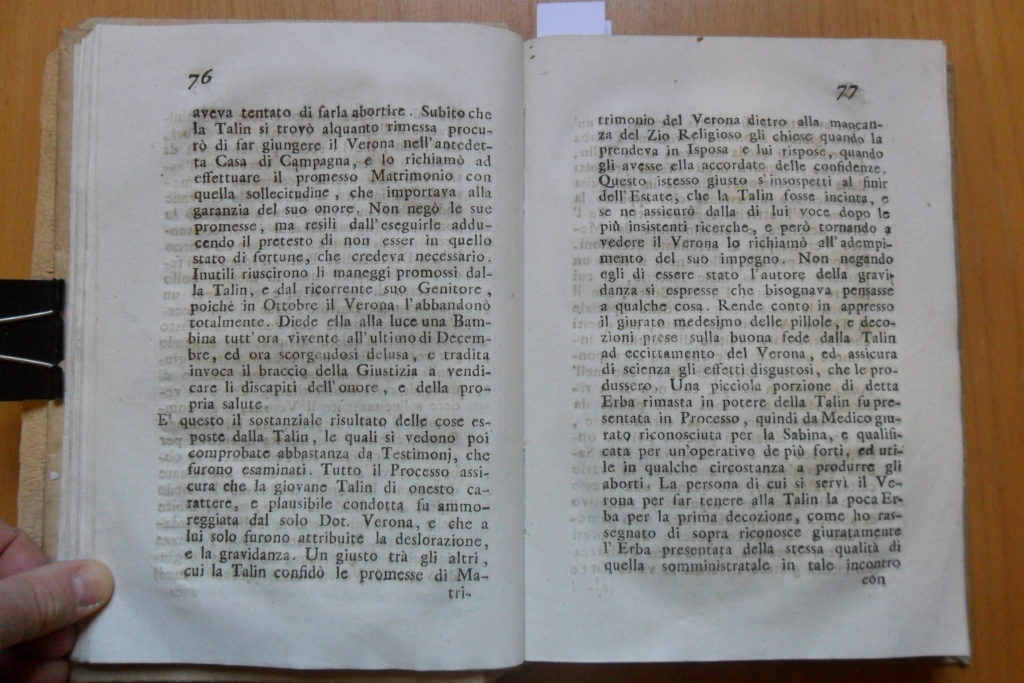 76
aveva tentato di farla abortire. Subito che
la Talin si trovò alquanto rimessa procu-
rò di far giungere il Verona nell'antedet-
ta Casa di Campagna, e lo richiamò ad
effettuare il promesso Matrimonio con
quella sollecitudine, che importava alla
garanzia del suo onore. Non negò le sue
promesse, ma resili dall'eseguirle addu-
cendo il pretesto di non esser in quello
stato di fortune, che credeva necessario.
Inutili riuscirono li maneggi promossi dal-
la Talin, e dal ricorrente suo Genitore,
poichè in Ottobre il Verona l'abbandonò
totalmente. Diede ella alla luce una Bam-
bina tutt'ora vivente all'ultimo di Decem-
bre, ed ora scorgendosi delusa, e tradita
invoca il braccio della Giustizia a vendi-
care li discapiti dell'onore, e della pro-
pria salute.
E' questo il sostanziale risultato delle cose es-
poste dalla Talin, le quali si vedono poi
comprobate abbastanza da Testimonj, che
furono esaminati. Tutto il Processo assi-
cura che la giovane Talin di onesto ca-
rattere, e plausibile condotta fu ammo-
reggiata dal solo Dot. Verona, e che a
lui solo furono attribuite la deslorazione,
e la gravidanza. Un giusto trà gli altri,
cui la Talin confidò le promesse di Ma-
tri-
77
trimonio del Verona dietro alla mancan-
za del Zio Religioso gli chiese quando la
prendeva in Isposa e lui rispose, quando
gli avesse ella accordate delle confidenze.
Questo istesso giusto s'insospettì al finir
dell'Estate, che la Talin fosse incinta, e
se ne assicurò dalla di lui voce dopo le
più insistenti ricerche, e però tornando a
vedere il Verona lo richiamò all'adempi-
mento del suo impegno. Non negando
egli di essere stato l'autore della gravi-
danza si espresse che bisognava pensasse
a qualche cosa. Rende conto in appresso
il giurato medesimo delle pillole, e deco-
zioni prese sulla buona fede dalla Talin
ad eccittamento del Verona, ed assicura
di scienza gli effetti disgustosi, che le pro-
dussero. Una picciola porzione di detta
Erba rimasta in potere della Talin fu pre-
sentata in Processo, quindi da Medico giu-
rato riconosciuta per la Sabina, e qualifi-
cata per un'operativo de più forti, ed uti-
le in qualche circostanza a produrre gli
aborti. La persona di cui si servì il Ve-
rona per far tenere alla Talin la poca Er-
ba per la prima decozione, come ho ras-
segnato di sopra riconosce giuratamente
l'Erba presentata della stessa qualità di
quella somministratale in tale incontro
con